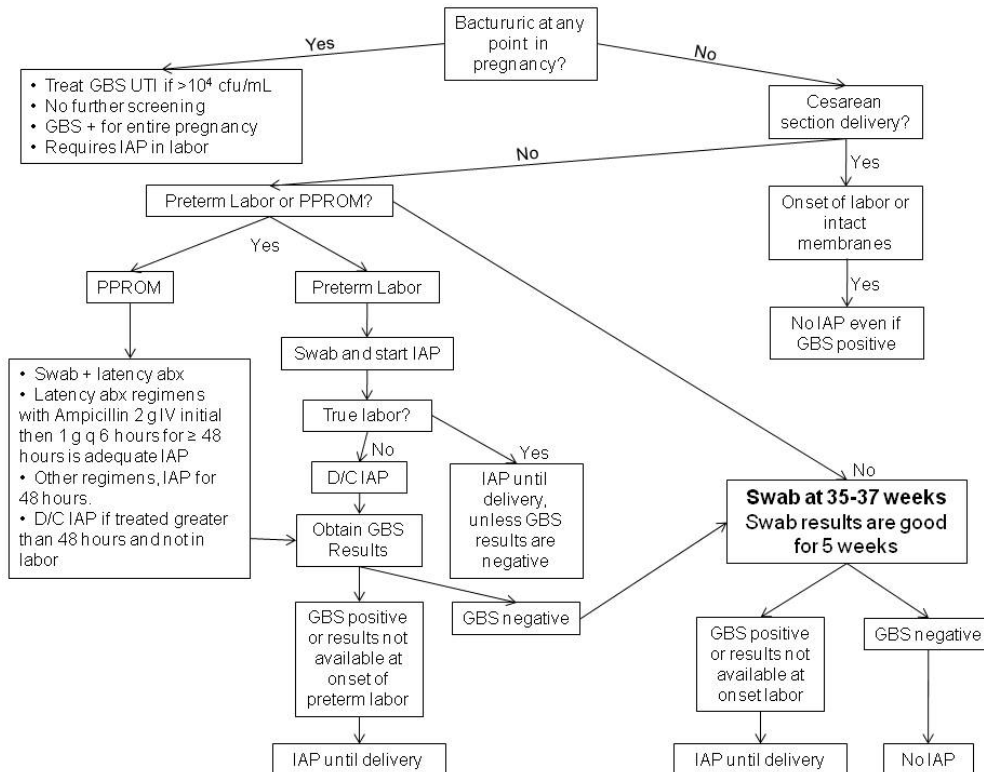 Bactururic at any
point in
pregnancy?
Yes
No
• Treat GBS UTI if >10⁴ cfu/mL
• No further screening
• GBS + for entire pregnancy
• Requires IAP in labor
Cesarean
section delivery?
No
Yes
Preterm Labor or PPROM?
Onset of labor or
intact
membranes
Yes
PPROM
Preterm Labor
Yes
No IAP even if
GBS positive
Swab and start IAP
• Swab + latency abx
• Latency abx regimens
with Ampicillin 2 g IV initial
then 1 g q 6 hours for ≥ 48
hours is adequate IAP
• Other regimens, IAP for
48 hours.
• D/C IAP if treated greater
than 48 hours and not in
labor
True labor?
No
Yes
D/C IAP
IAP until
delivery,
unless GBS
results are
negative
Obtain GBS
Results
No
Swab at 35-37 weeks
Swab results are good
for 5 weeks
GBS positive
or results not
available at
onset of
preterm labor
GBS negative
GBS positive
or results not
available at
onset labor
GBS negative
IAP until delivery
IAP until delivery
No IAP